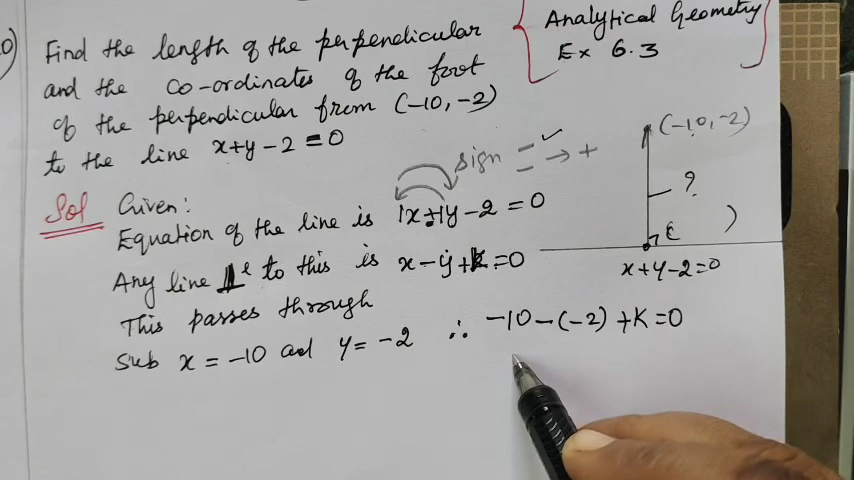 Analytical Geometry
Ex 6.3
Find the length of the perpendicular
and the co-ordinates of the foot
of the perpendicular from (-10, -2)
to the line x+y-2=0
sign = ✓
- → +
(-10, -2)
?
( )
x+y-2=0
Sol Given:
Equation of the line is 1x+1y-2=0
Any line to this is x-y+k=0
This passes through
Sub x = -10 and y = -2 ∴ -10-(-2)+K=0